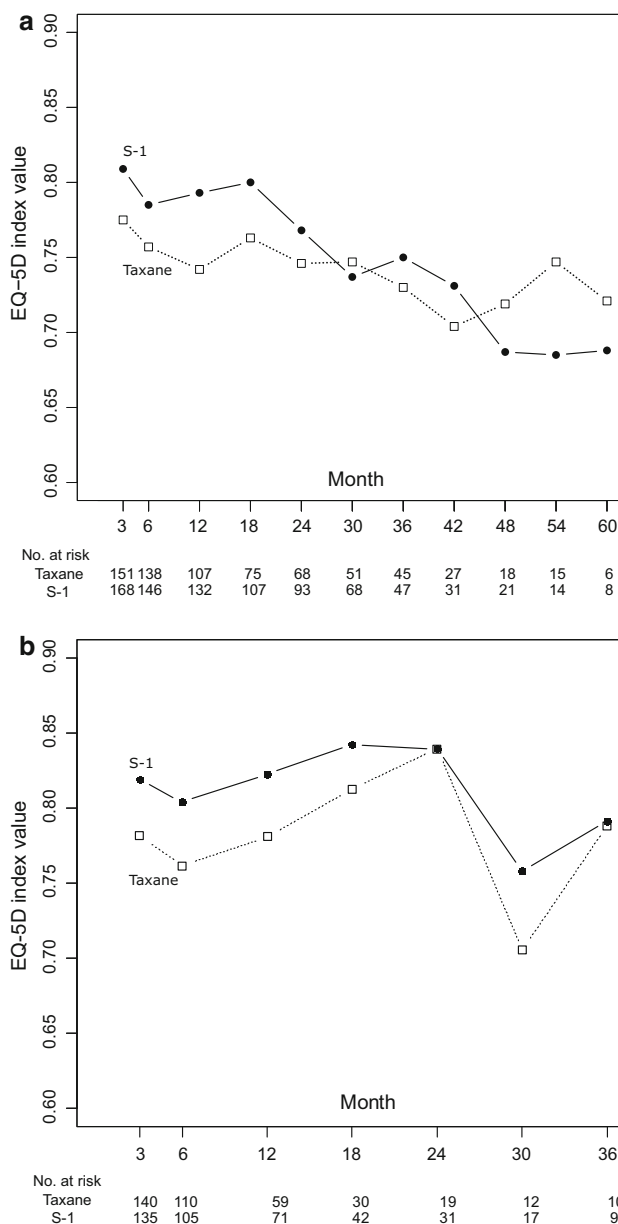 a
0.90
0.85
0.80
0.75
0.70
0.65
0.60
EQ–5D index value
S-1
Taxane
Month
3 6 12 18 24 30 36 42 48 54 60
No. at risk
Taxane 151 138 107 75 68 51 45 27 18 15 6
S-1 168 146 132 107 93 68 47 31 21 14 8
b
0.90
0.85
0.80
0.75
0.70
0.65
0.60
EQ-5D index value
S-1
Taxane
Month
3 6 12 18 24 30 36
No. at risk
Taxane 140 110 59 30 19 12 10
S-1 135 105 71 42 31 17 9